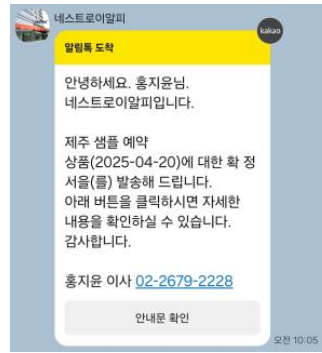 네스트로이알피
kakao
알림톡 도착
안녕하세요. 홍지윤님.
네스트로이알피입니다.
제주 샘플 예약
상품(2025-04-20)에 대한 확 정
서을(를) 발송해 드립니다.
아래 버튼을 클릭하시면 자세한
내용을 확인하실 수 있습니다.
감사합니다.
홍지윤 이사 02-2679-2228
안내문 확인
오전 10:05